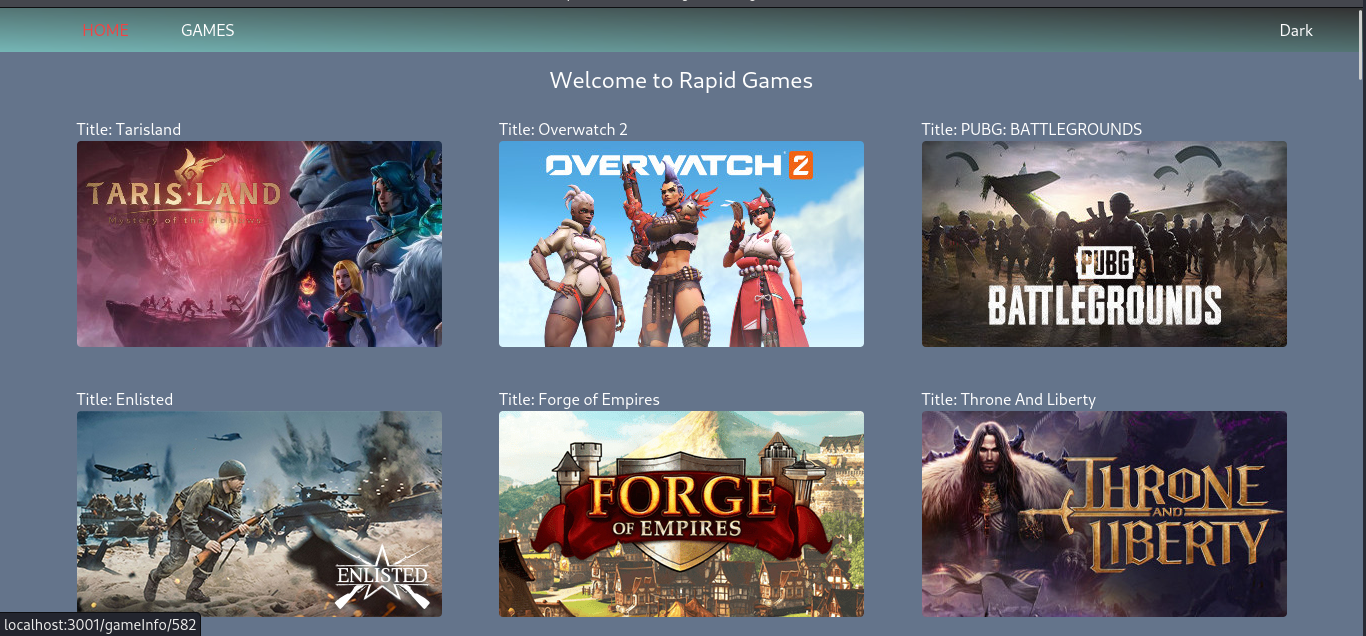 HOME GAMES Dark
Welcome to Rapid Games
Title: Tarisland
Title: Overwatch 2
Title: PUBG: BATTLEGROUNDS
TARIS·LAND
Mystery of the Hollows
OVERWATCH 2
PUBG
BATTLEGROUNDS
Title: Enlisted
Title: Forge of Empires
Title: Throne And Liberty
ENLISTED
FORGE
OF EMPIRES
THRONE
AND
LIBERTY
localhost:3001/gameInfo/582